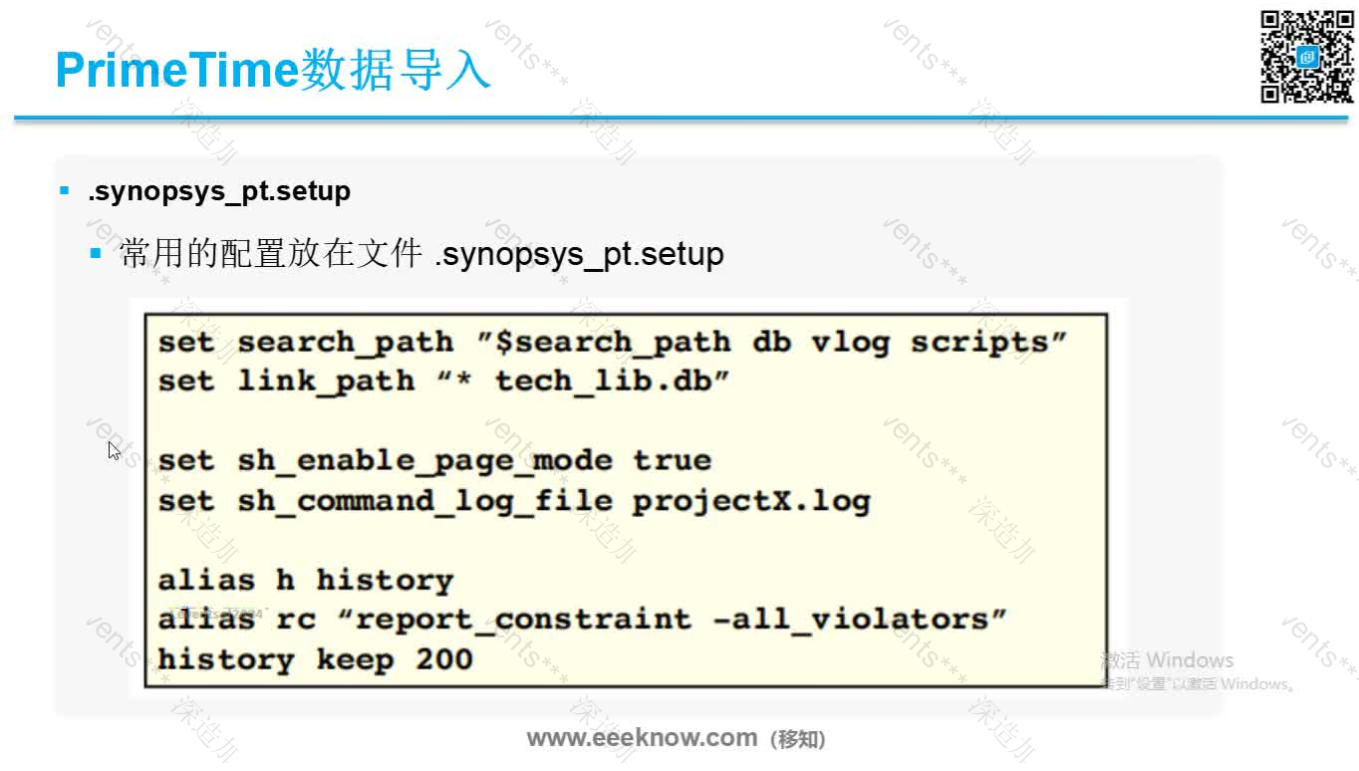 PrimeTime数据导入
.synopsys_pt.setup
常用的配置放在文件 .synopsys_pt.setup
set search_path ”$search_path db vlog scripts”
set link_path “* tech_lib.db”
set sh_enable_page_mode true
set sh_command_log_file projectX.log
alias h history
alias rc “report_constraint -all_violators”
history keep 200
激活 Windows
转到“设置”以激活 Windows。
www.eeeknow.com (移知)
vents***
深造加